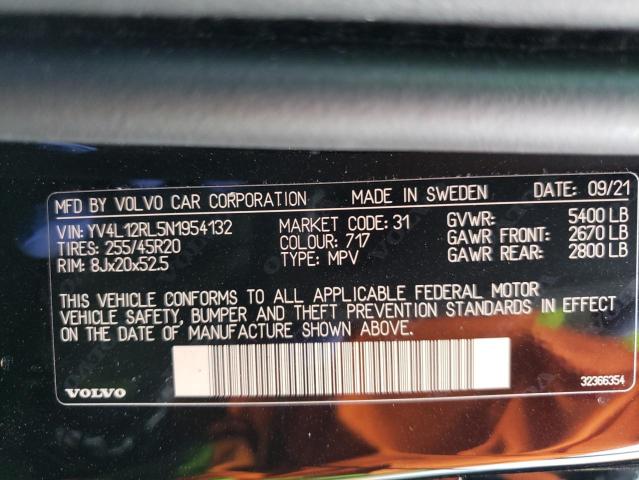 MFD BY VOLVO CAR CORPORATION MADE IN SWEDEN DATE: 09/21
VIN: YV4L12RL5N1954132 MARKET CODE: 31 GVWR: 5400 LB
TIRES: 255/45R20 COLOUR: 717 GAWR FRONT: 2670 LB
RIM: 8Jx20x52.5 TYPE: MPV GAWR REAR: 2800 LB
THIS VEHICLE CONFORMS TO ALL APPLICABLE FEDERAL MOTOR
VEHICLE SAFETY, BUMPER AND THEFT PREVENTION STANDARDS IN EFFECT
ON THE DATE OF MANUFACTURE SHOWN ABOVE.
VOLVO 32366354